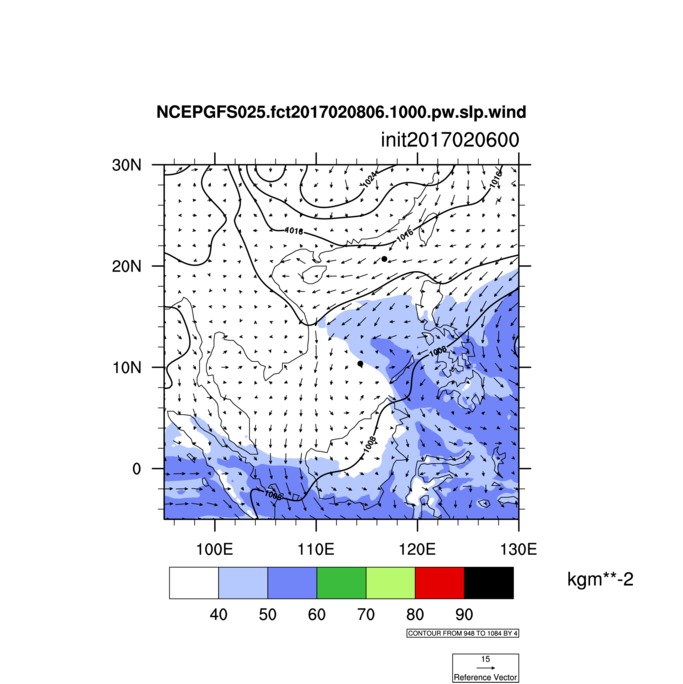 NCEPGFS025.fct2017020806.1000.pw.slp.wind
init2017020600
30N
20N
10N
0
1024
1016
1016
1016
1008
1008
1008
100E 110E 120E 130E
kgm**-2
40 50 60 70 80 90
CONTOUR FROM 948 TO 1084 BY 4
15
Reference Vector